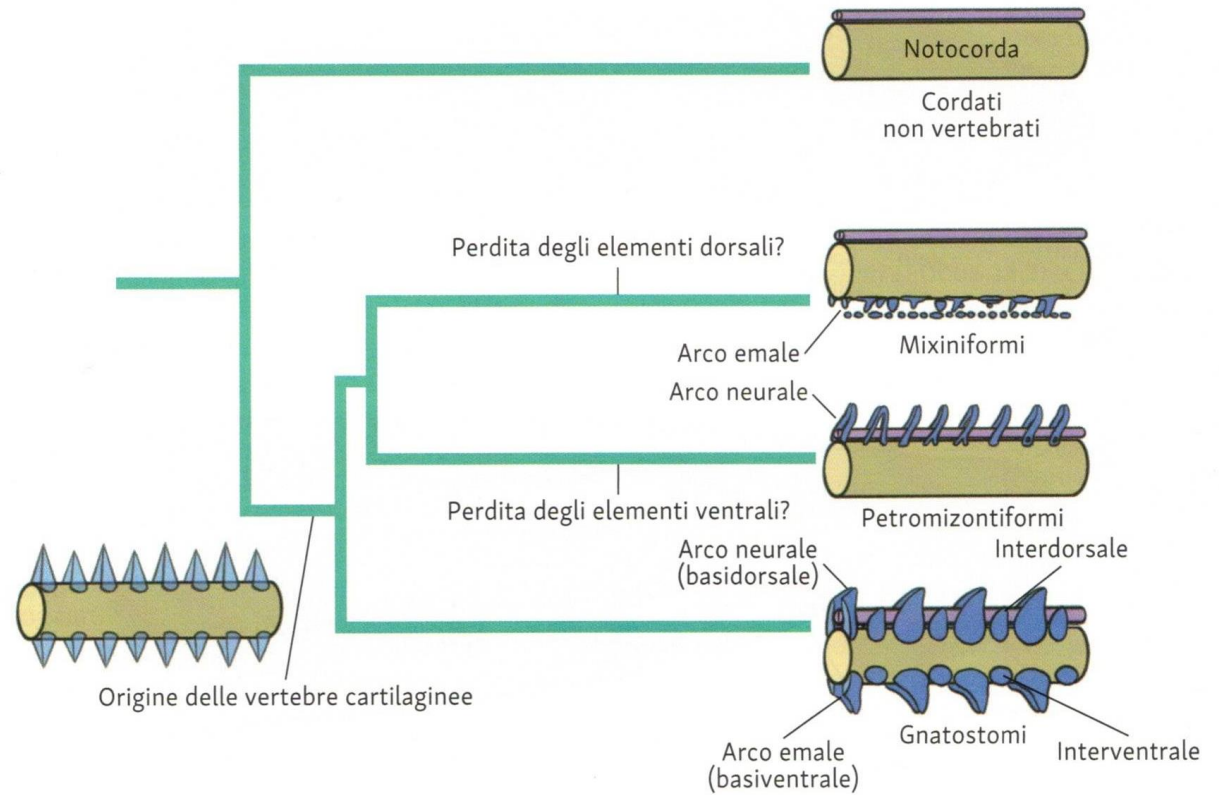 Notocorda
Cordati
non vertebrati
Perdita degli elementi dorsali?
Arco emale
Mixiniformi
Arco neurale
Perdita degli elementi ventrali?
Petromizontiformi
Arco neurale
(basidorsale)
Interdorsale
Origine delle vertebre cartilaginee
Gnatostomi
Arco emale
(basiventrale)
Interventrale